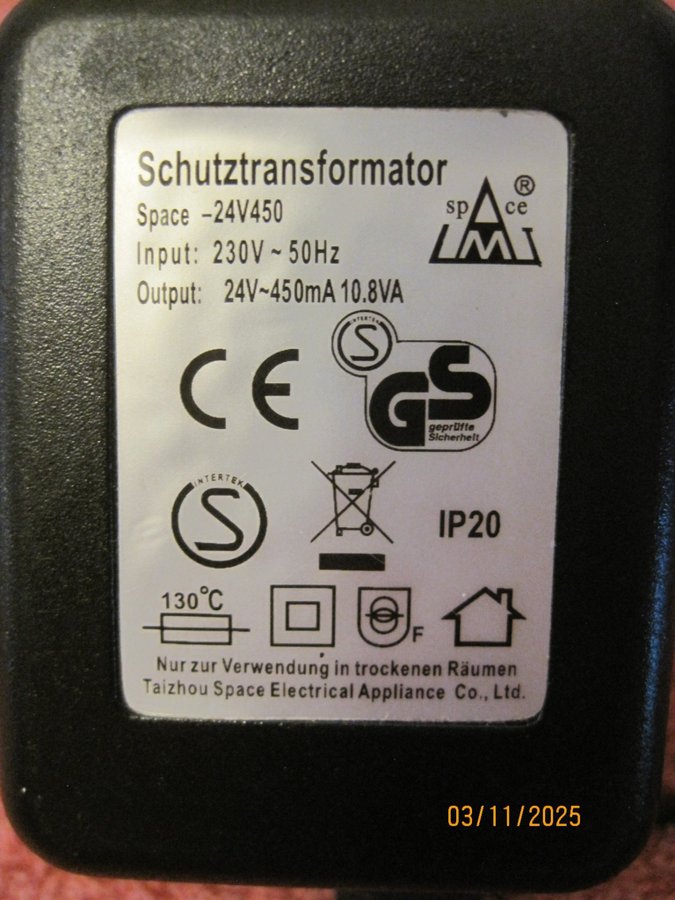 Schutztransformator
Space -24V450
Input: 230V ~ 50Hz
Output: 24V~450mA 10.8VA
space ®
LMI
CE
INTERTEK
S
GS
geprüfte
Sicherheit
INTERTEK
S
IP20
130°C
F
Nur zur Verwendung in trockenen Räumen
Taizhou Space Electrical Appliance Co., Ltd.
03/11/2025